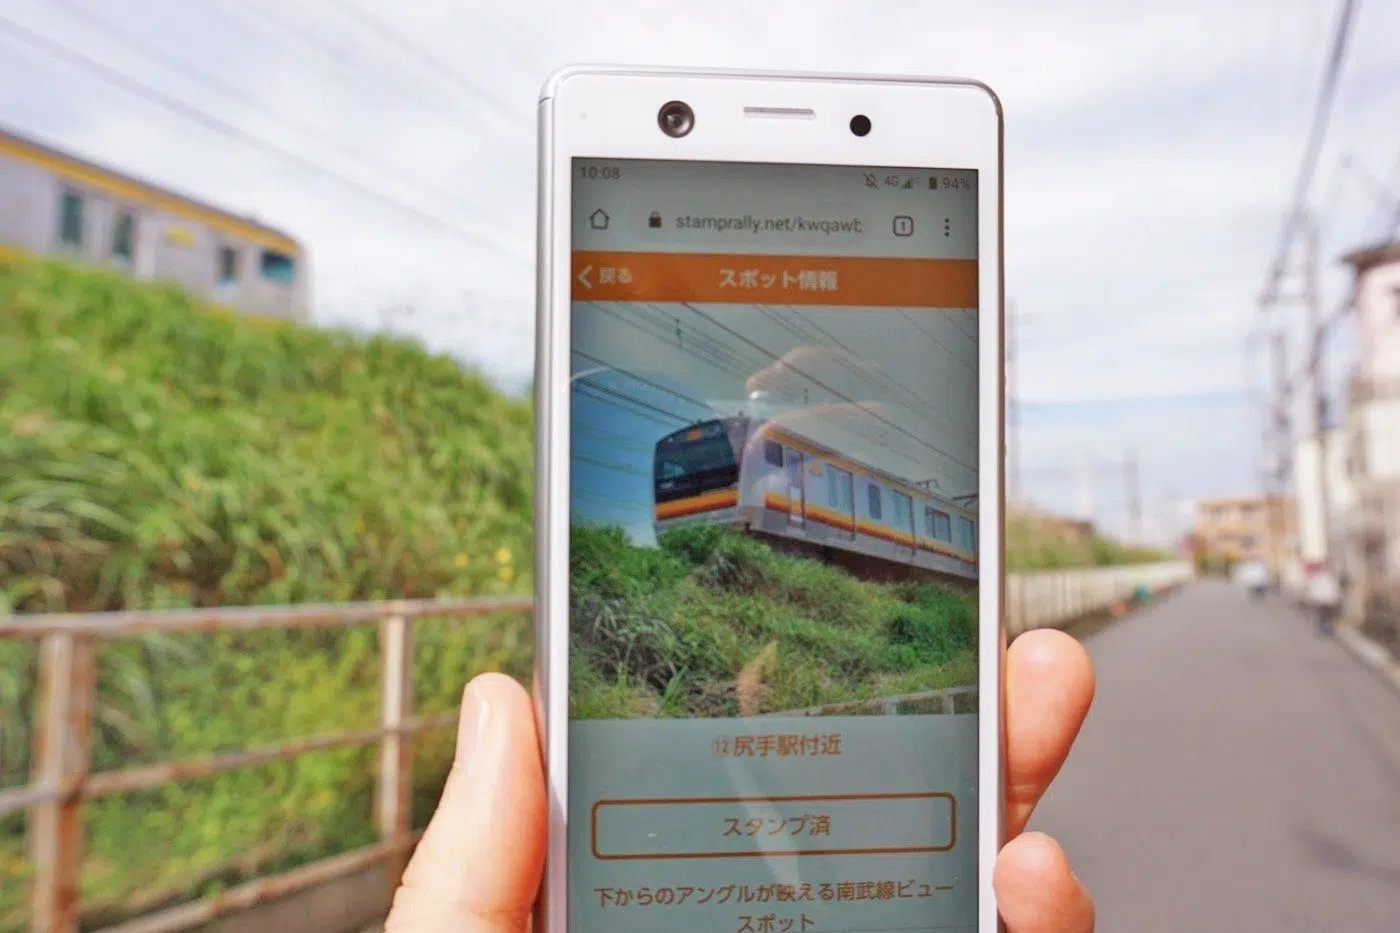 10:08 4G 94%
stamprally.net/kwqawb 1
戻る スポット情報
⑫尻手駅付近
スタンプ済
下からのアングルが映える南武線ビュー
スポット